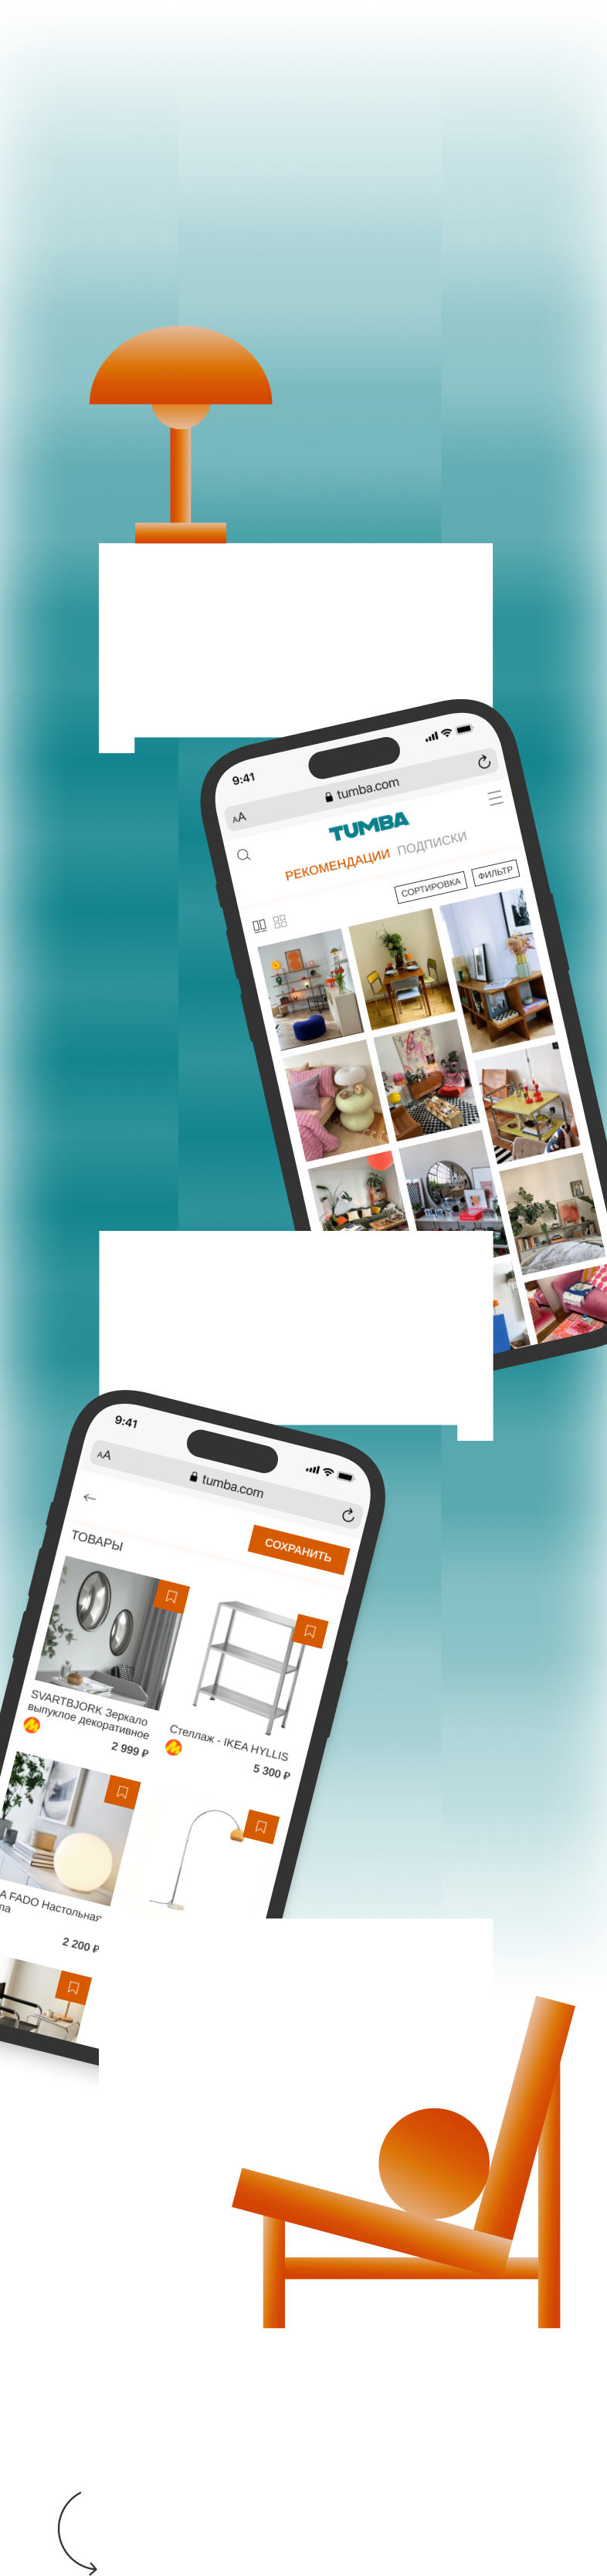 9:41
AA
tumba.com
TUMBA
РЕКОМЕНДАЦИИ ПОДПИСКИ
СОРТИРОВКА ФИЛЬТР
9:41
AA
tumba.com
СОХРАНИТЬ
ТОВАРЫ
SVARTBJORK Зеркало
выпуклое декоративное
2 999 ₽
Стеллаж - IKEA HYLLIS
5 300 ₽
A FADO Настольная
па
2 200 ₽